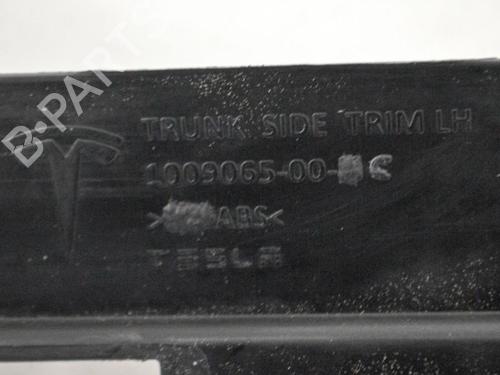 B-PARTS
TRUNK SIDE TRIM LH
1009065-00- C
ABS<
TESLA